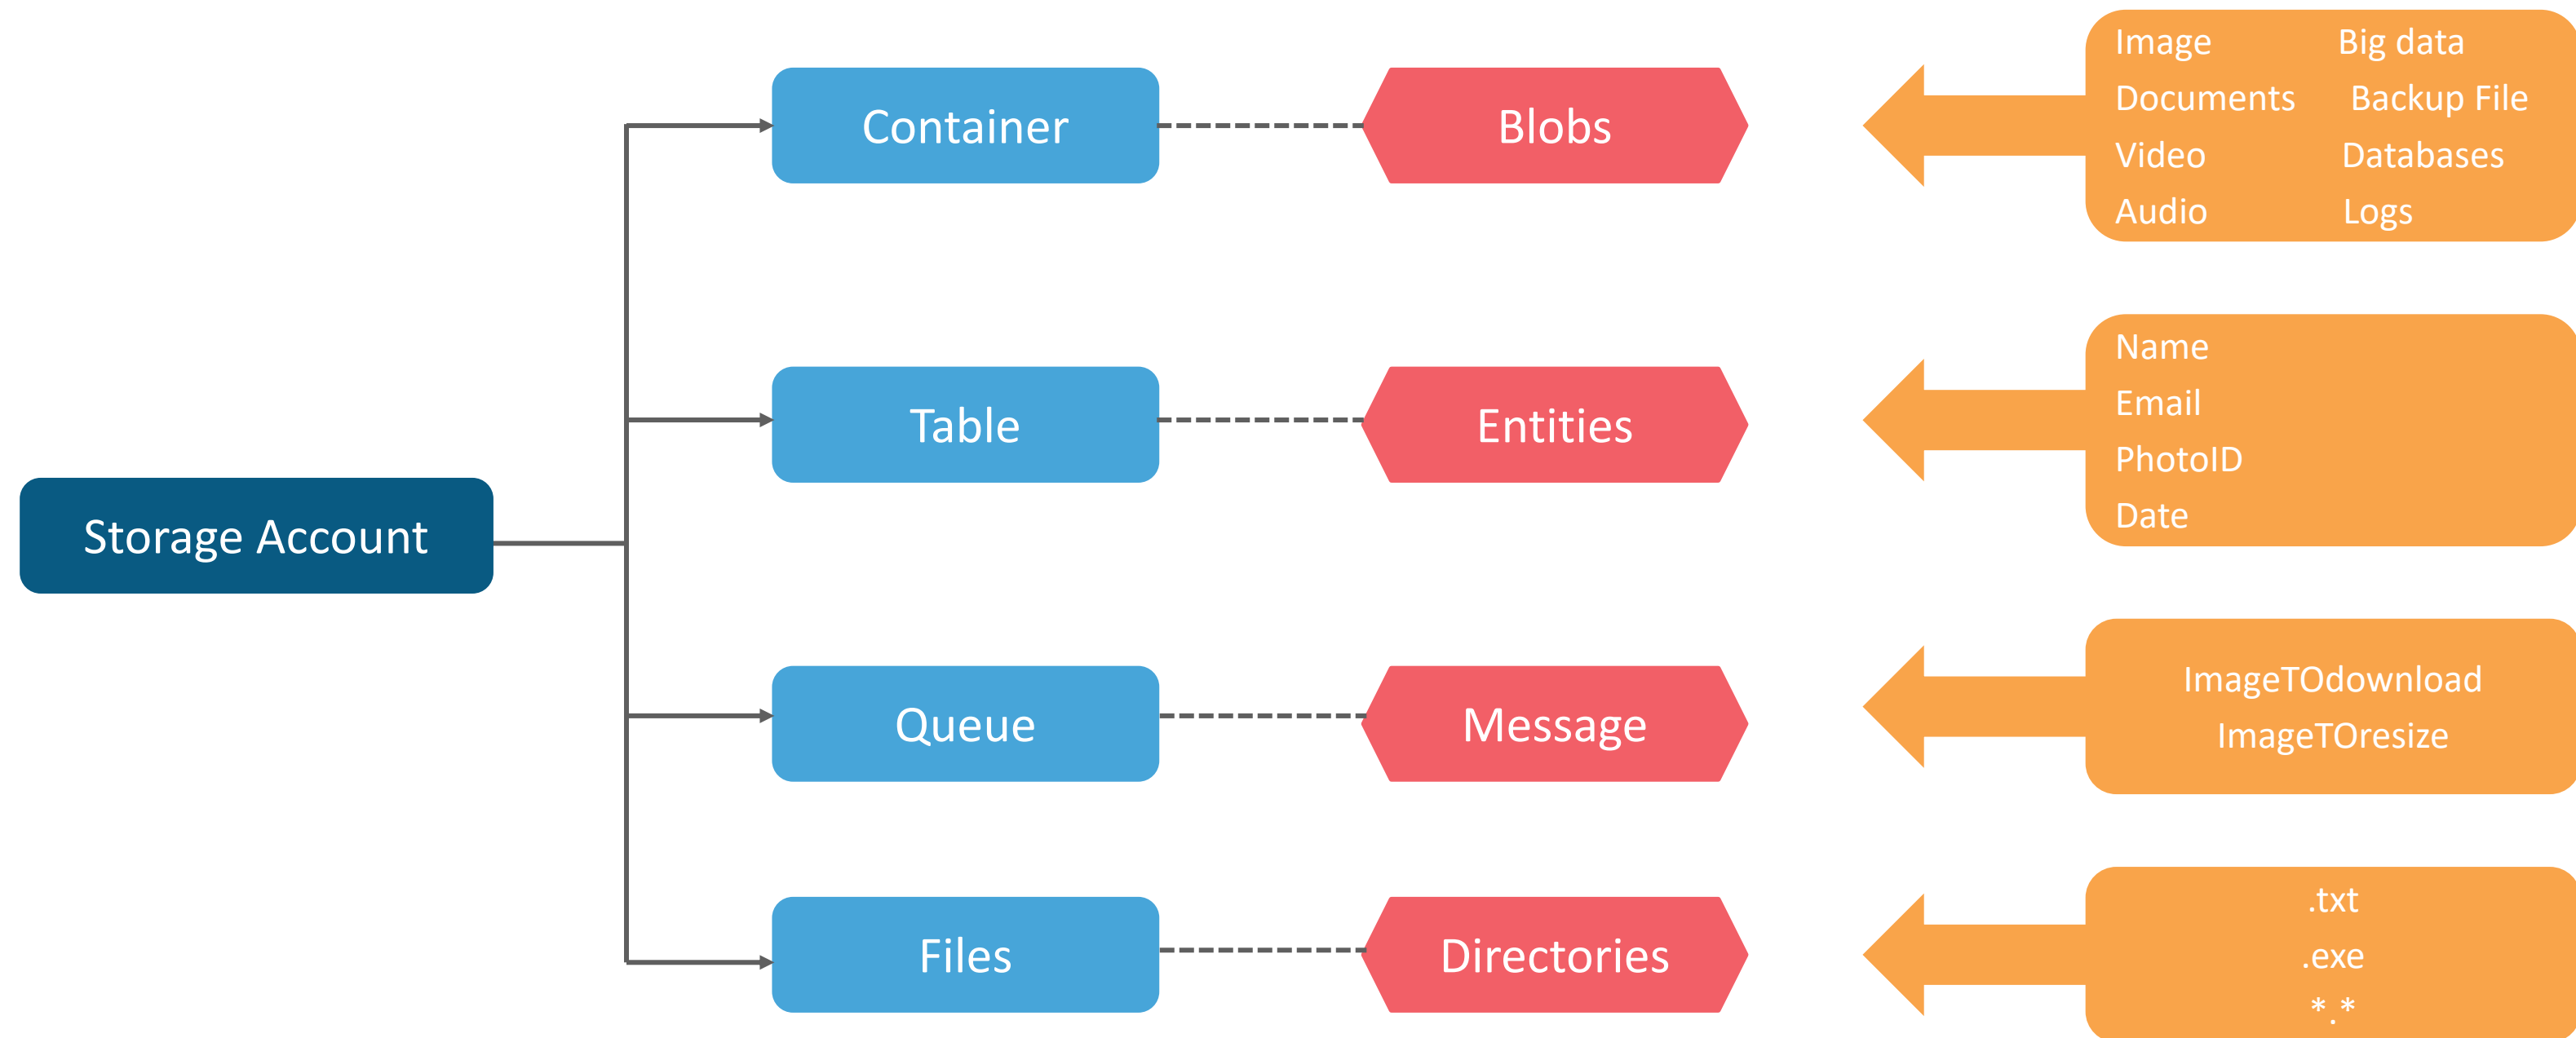 Storage Account
Container
Blobs
Image Big data
Documents Backup File
Video Databases
Audio Logs
Table
Entities
Name
Email
PhotoID
Date
Queue
Message
ImageTOdownload
ImageTOresize
Files
Directories
.txt
.exe
*.*